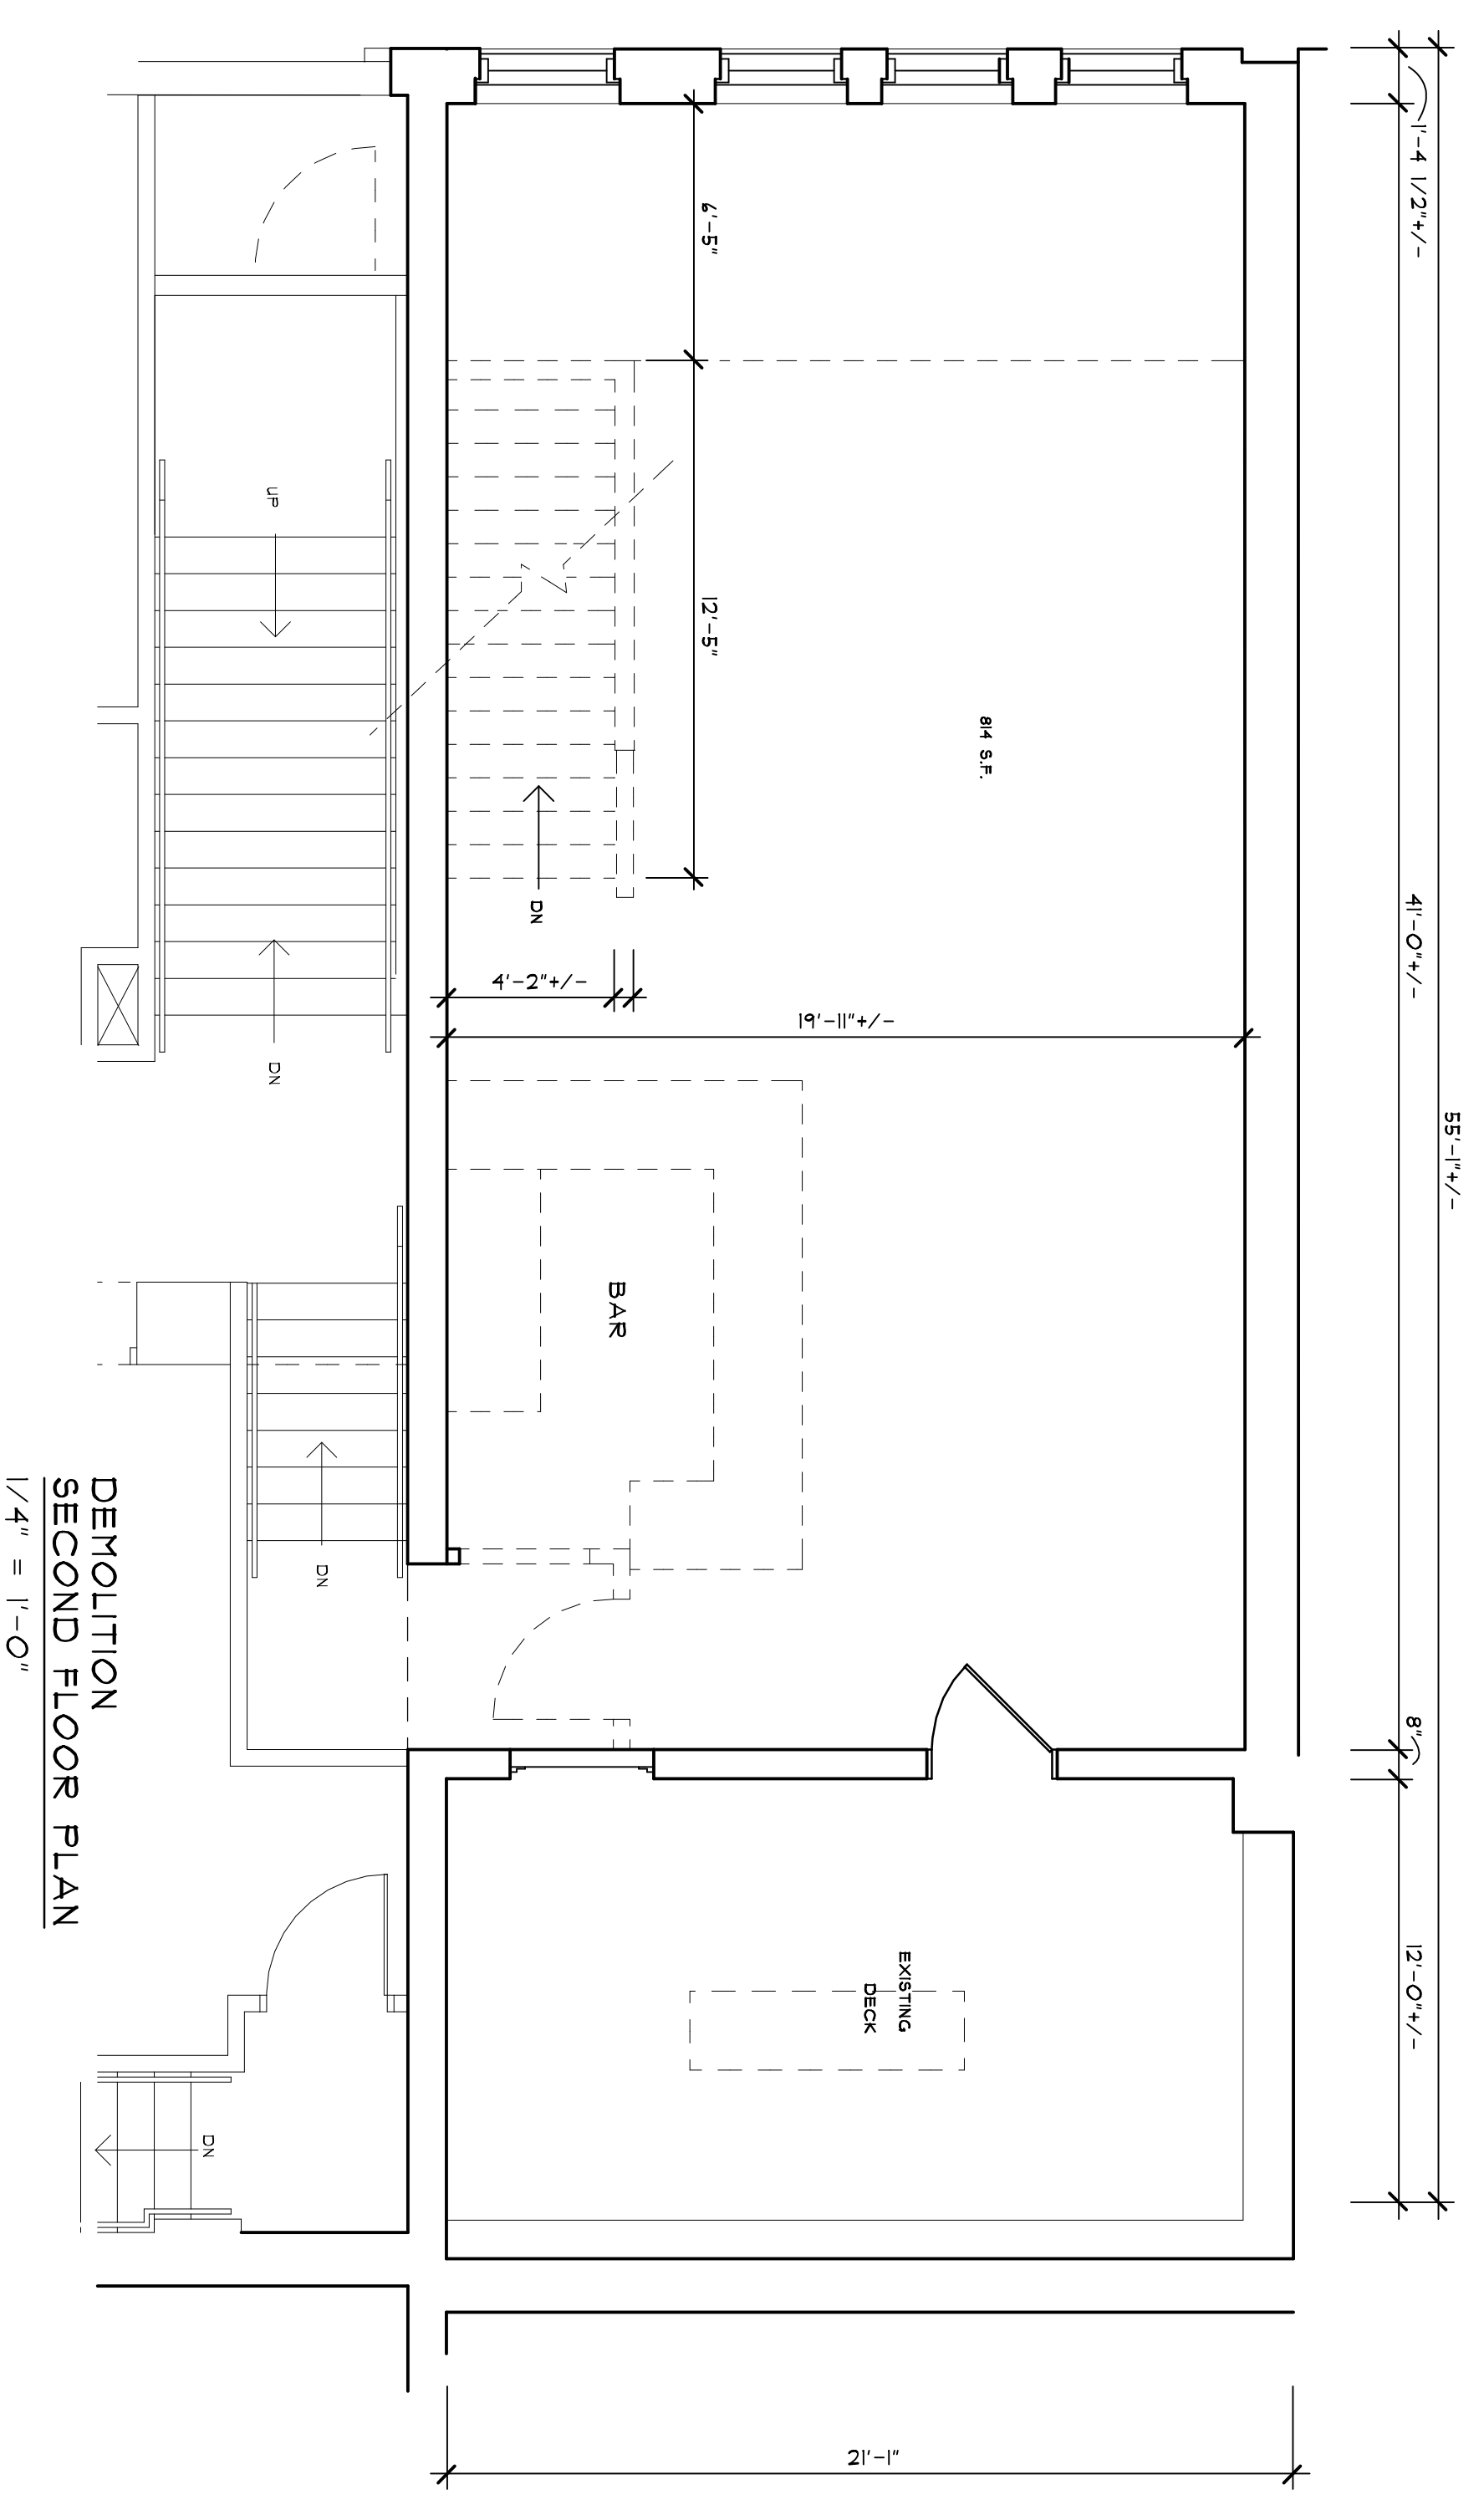 55'-1"+/-
1'-4 1/2"+/-
41'-0"+/-
8"
12'-0"+/-
814 S.F.
6'-5"
12'-5"
19'-11"+/-
4'-2"+/-
DN
BAR
EXISTING
DECK
UP
DN
DN
DN
21'-1"
DEMOLITION
SECOND FLOOR PLAN
1/4" = 1'-0"